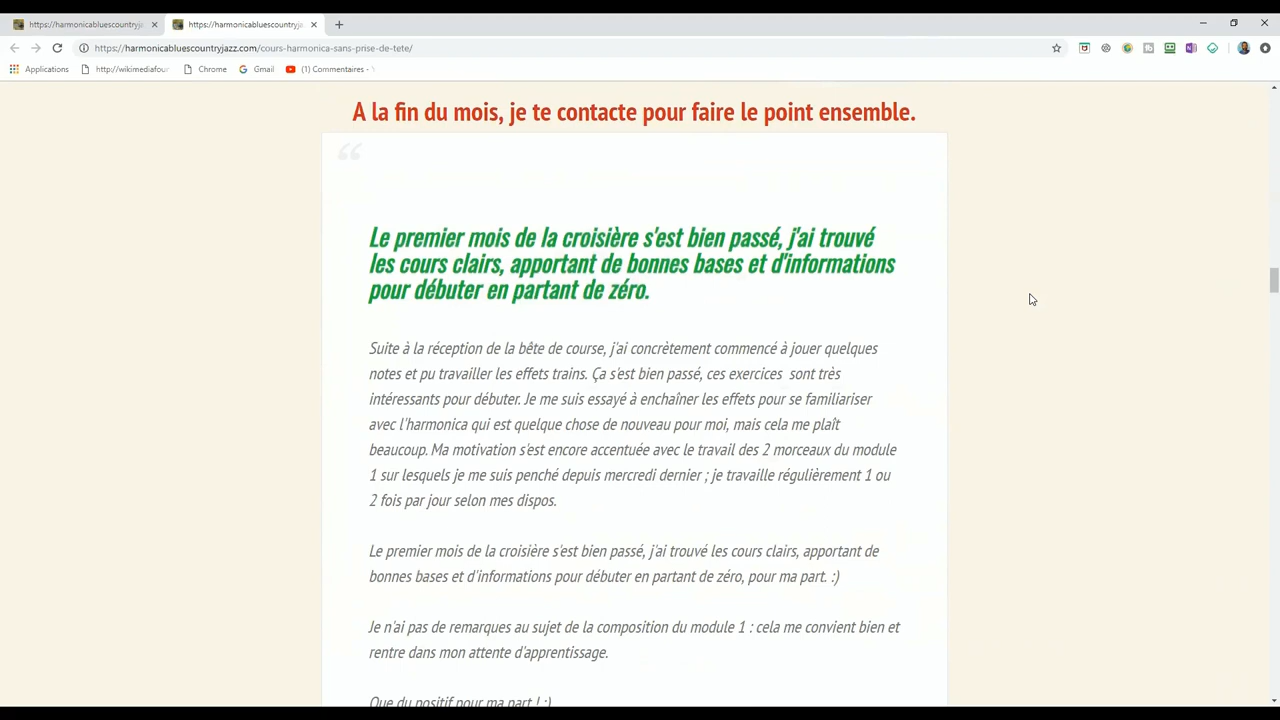 https://harmonicabluescountryja
https://harmonicabluescountryja
https://harmonicabluescountryjazz.com/cours-harmonica-sans-prise-de-tete/
Applications
http://wikimediafour
Chrome
Gmail
(1) Commentaires -
A la fin du mois, je te contacte pour faire le point ensemble.
“
Le premier mois de la croisière s'est bien passé, j'ai trouvé
les cours clairs, apportant de bonnes bases et d'informations
pour débuter en partant de zéro.
Suite à la réception de la bête de course, j'ai concrètement commencé à jouer quelques
notes et pu travailler les effets trains. Ça s'est bien passé, ces exercices  sont très
intéressants pour débuter. Je me suis essayé à enchaîner les effets pour se familiariser
avec l'harmonica qui est quelque chose de nouveau pour moi, mais cela me plaît
beaucoup. Ma motivation s'est encore accentuée avec le travail des 2 morceaux du module
1 sur lesquels je me suis penché depuis mercredi dernier ; je travaille régulièrement 1 ou
2 fois par jour selon mes dispos.
Le premier mois de la croisière s'est bien passé, j'ai trouvé les cours clairs, apportant de
bonnes bases et d'informations pour débuter en partant de zéro, pour ma part. :)
Je n'ai pas de remarques au sujet de la composition du module 1 : cela me convient bien et
rentre dans mon attente d'apprentissage.
Que du positif pour ma part ! :)